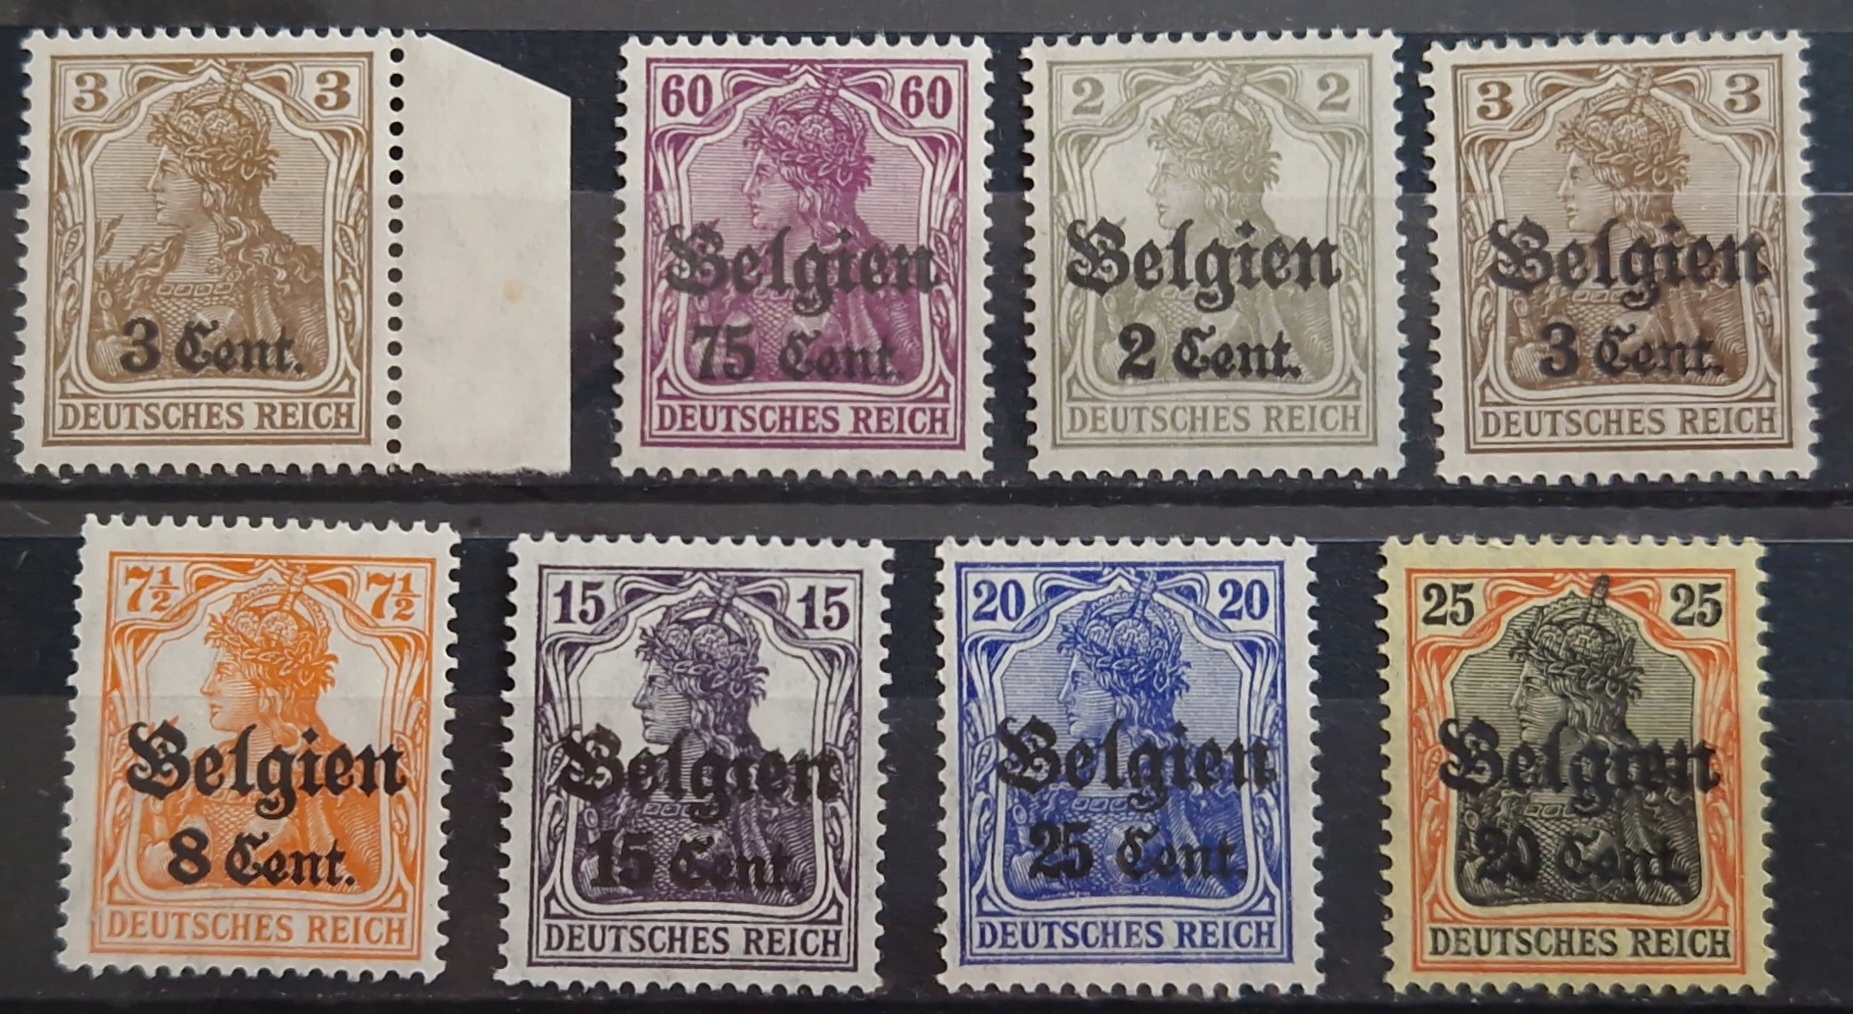 3 3
3 Cent.
DEUTSCHES REICH
60 60
Belgien
75 Cent.
DEUTSCHES REICH
2 2
Belgien
2 Cent.
DEUTSCHES REICH
3 3
Belgien
3 Cent.
DEUTSCHES REICH
7½ 7½
Belgien
8 Cent.
DEUTSCHES REICH
15 15
Belgien
15 Cent.
DEUTSCHES REICH
20 20
Belgien
25 Cent.
DEUTSCHES REICH
25 25
Belgien
20 Cent.
DEUTSCHES REICH